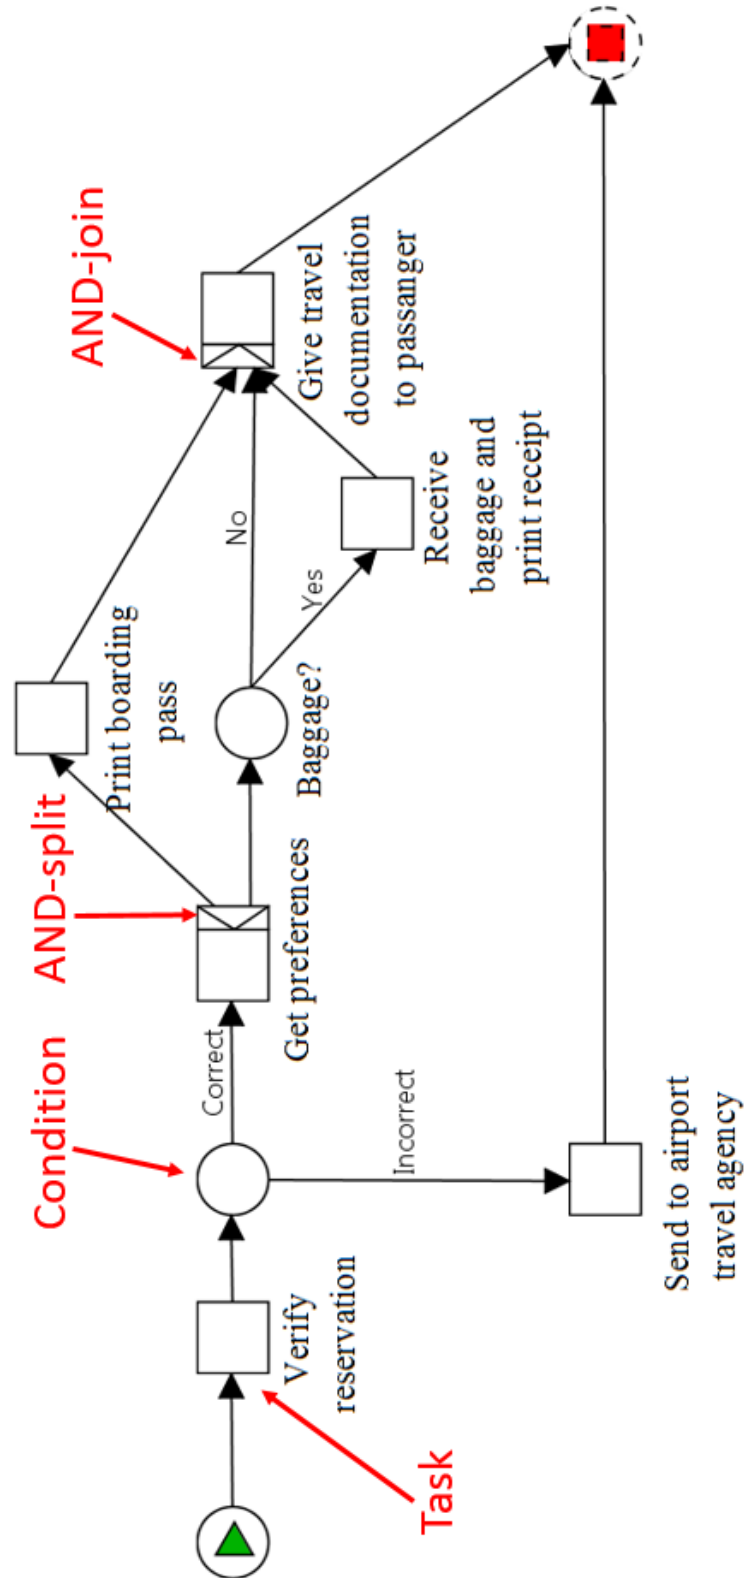 Task
Verify
reservation
Condition
Correct
Incorrect
Send to airport
travel agency
AND-split
Get preferences
Print boarding
pass
Baggage?
No
Yes
Receive
baggage and
print receipt
AND-join
Give travel
documentation
to passanger